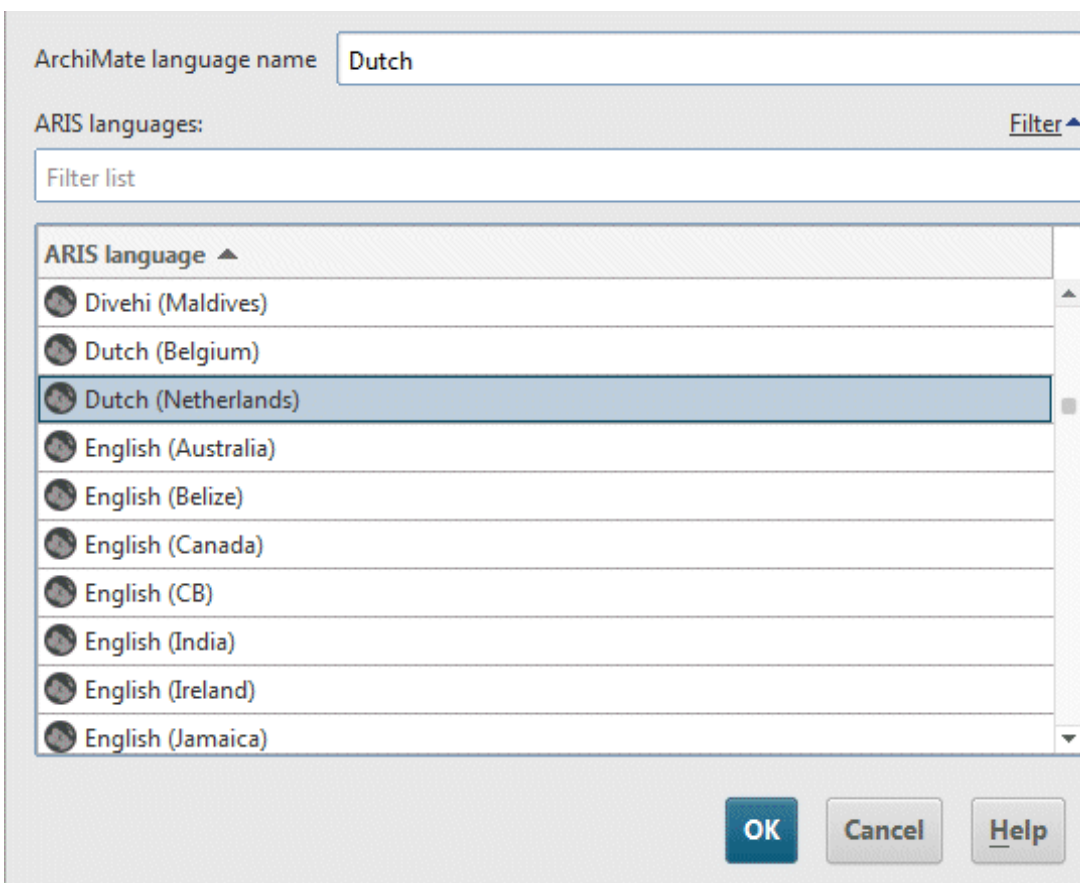 ArchiMate language name Dutch
ARIS languages: Filter
Filter list
ARIS language
Divehi (Maldives)
Dutch (Belgium)
Dutch (Netherlands)
English (Australia)
English (Belize)
English (Canada)
English (CB)
English (India)
English (Ireland)
English (Jamaica)
OK Cancel Help